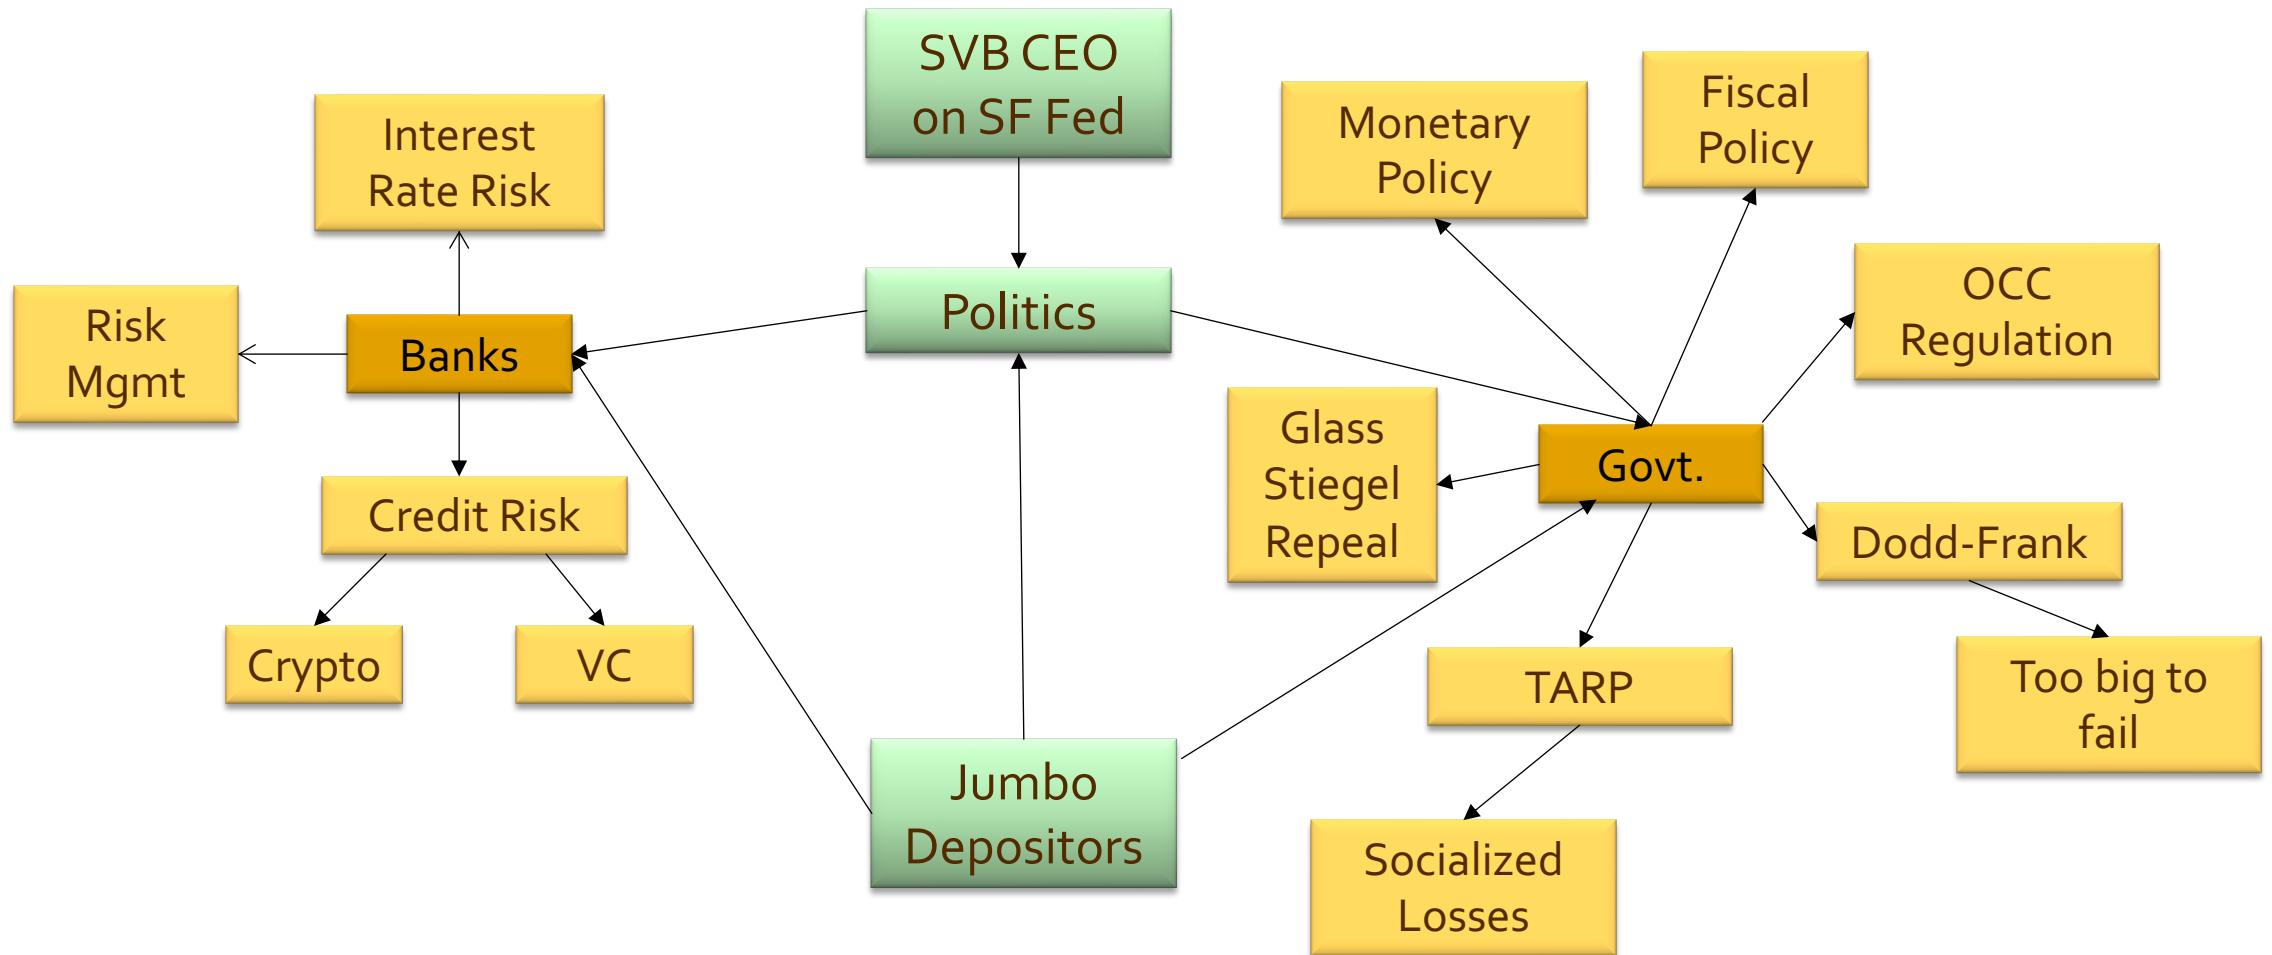 SVB CEO
on SF Fed
Interest
Rate Risk
Monetary
Policy
Fiscal
Policy
Risk
Mgmt
Banks
Politics
OCC
Regulation
Glass
Stiegel
Repeal
Govt.
Credit Risk
Dodd-Frank
Crypto
VC
TARP
Too big to
fail
Jumbo
Depositors
Socialized
Losses